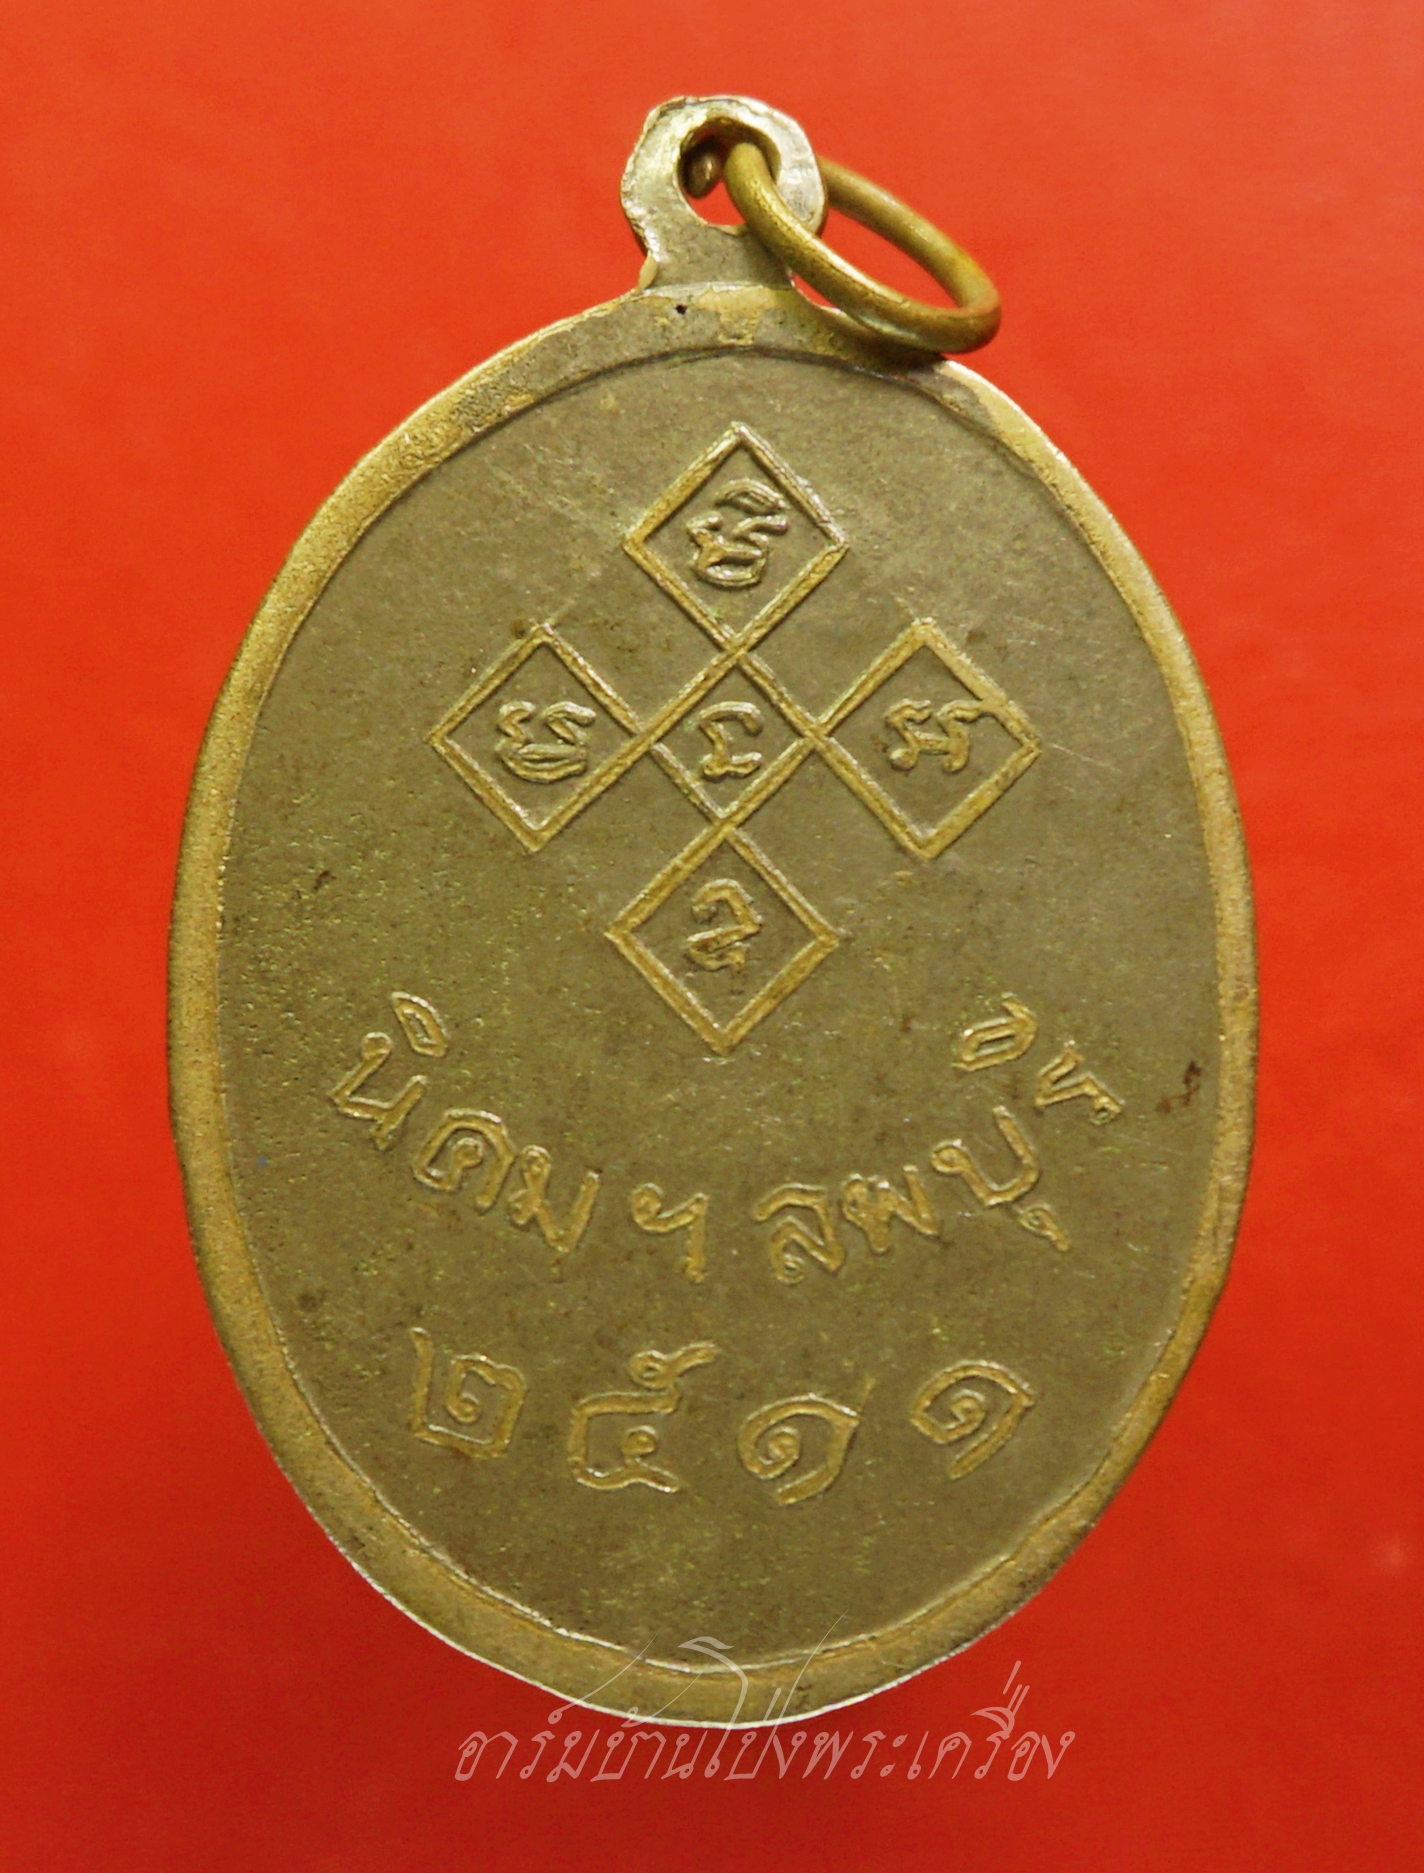 นิคมฯ ลพบุรี
๒๕๑๑
อาร์มบ้านโป่งพระเครื่อง